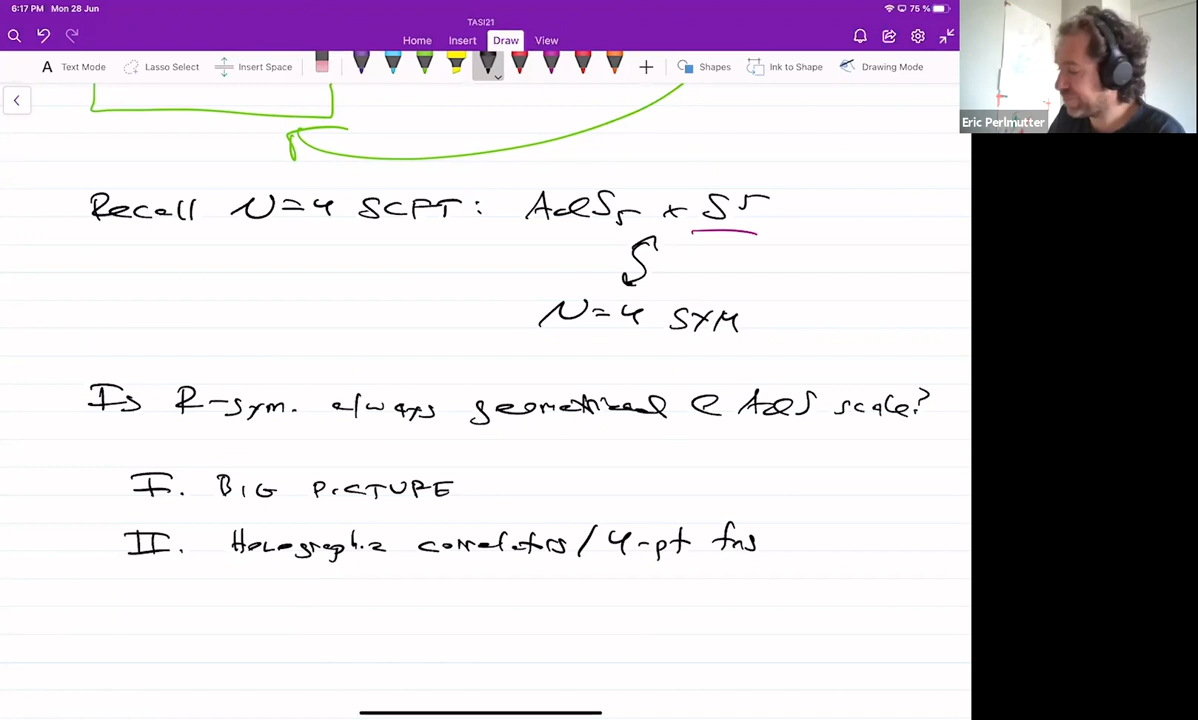 6:17 PM Mon 28 Jun
75 %
TASI21
Home Insert Draw View
A Text Mode Lasso Select Insert Space Shapes Ink to Shape Drawing Mode
Eric Perlmutter
Recall N=4 SCFT: AdS5 x S5
N=4 SYM
Is R-sym. always geometrized @ AdS scale?
I. BIG PICTURE
II. Holographic correlators / 4-pt fns